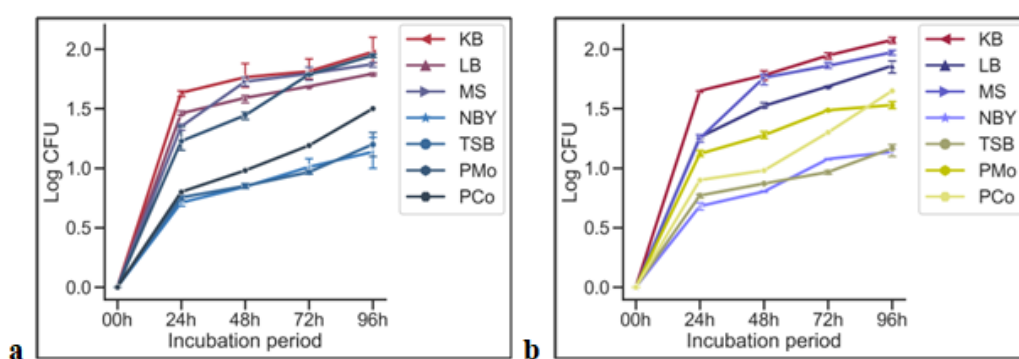 2.0
1.5
1.0
0.5
0.0
Log CFU
00h 24h 48h 72h 96h
Incubation period
KB
LB
MS
NBY
TSB
PMo
PCo
a
2.0
1.5
1.0
0.5
0.0
Log CFU
00h 24h 48h 72h 96h
Incubation period
KB
LB
MS
NBY
TSB
PMo
PCo
b